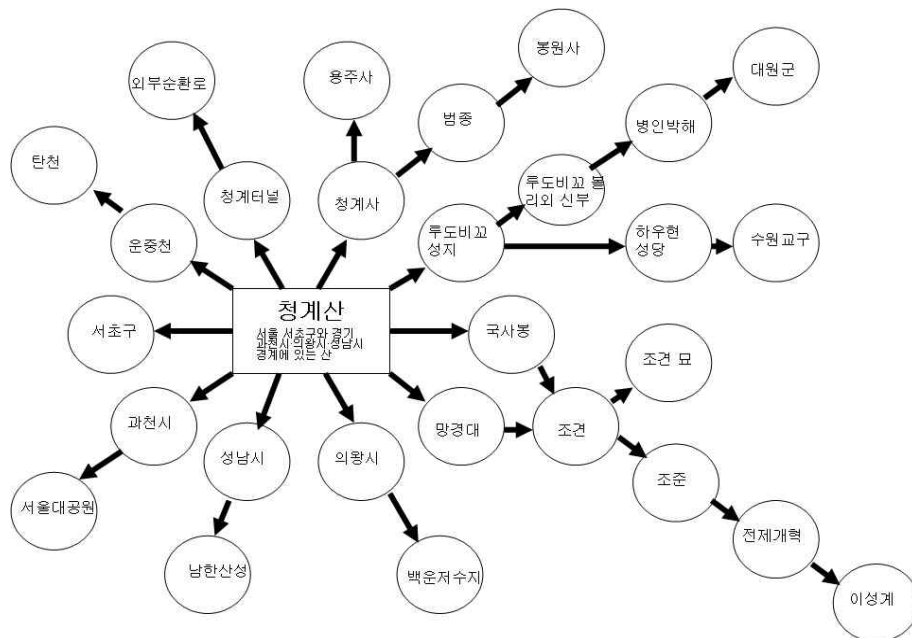 봉원사
용주사
대원군
외부순환로
범종
병인박해
탄천
루도비꼬 볼
리외 신부
청계터널
청계사
운중천
루도비꼬
성지
하우현
성당
수원교구
청계산
서울 서초구와 경기
과천시·의왕시·성남시
경계에 있는 산
서초구
국사봉
조견 묘
과천시
망경대
조견
성남시
의왕시
조준
서울대공원
전제개혁
남한산성
백운저수지
이성계